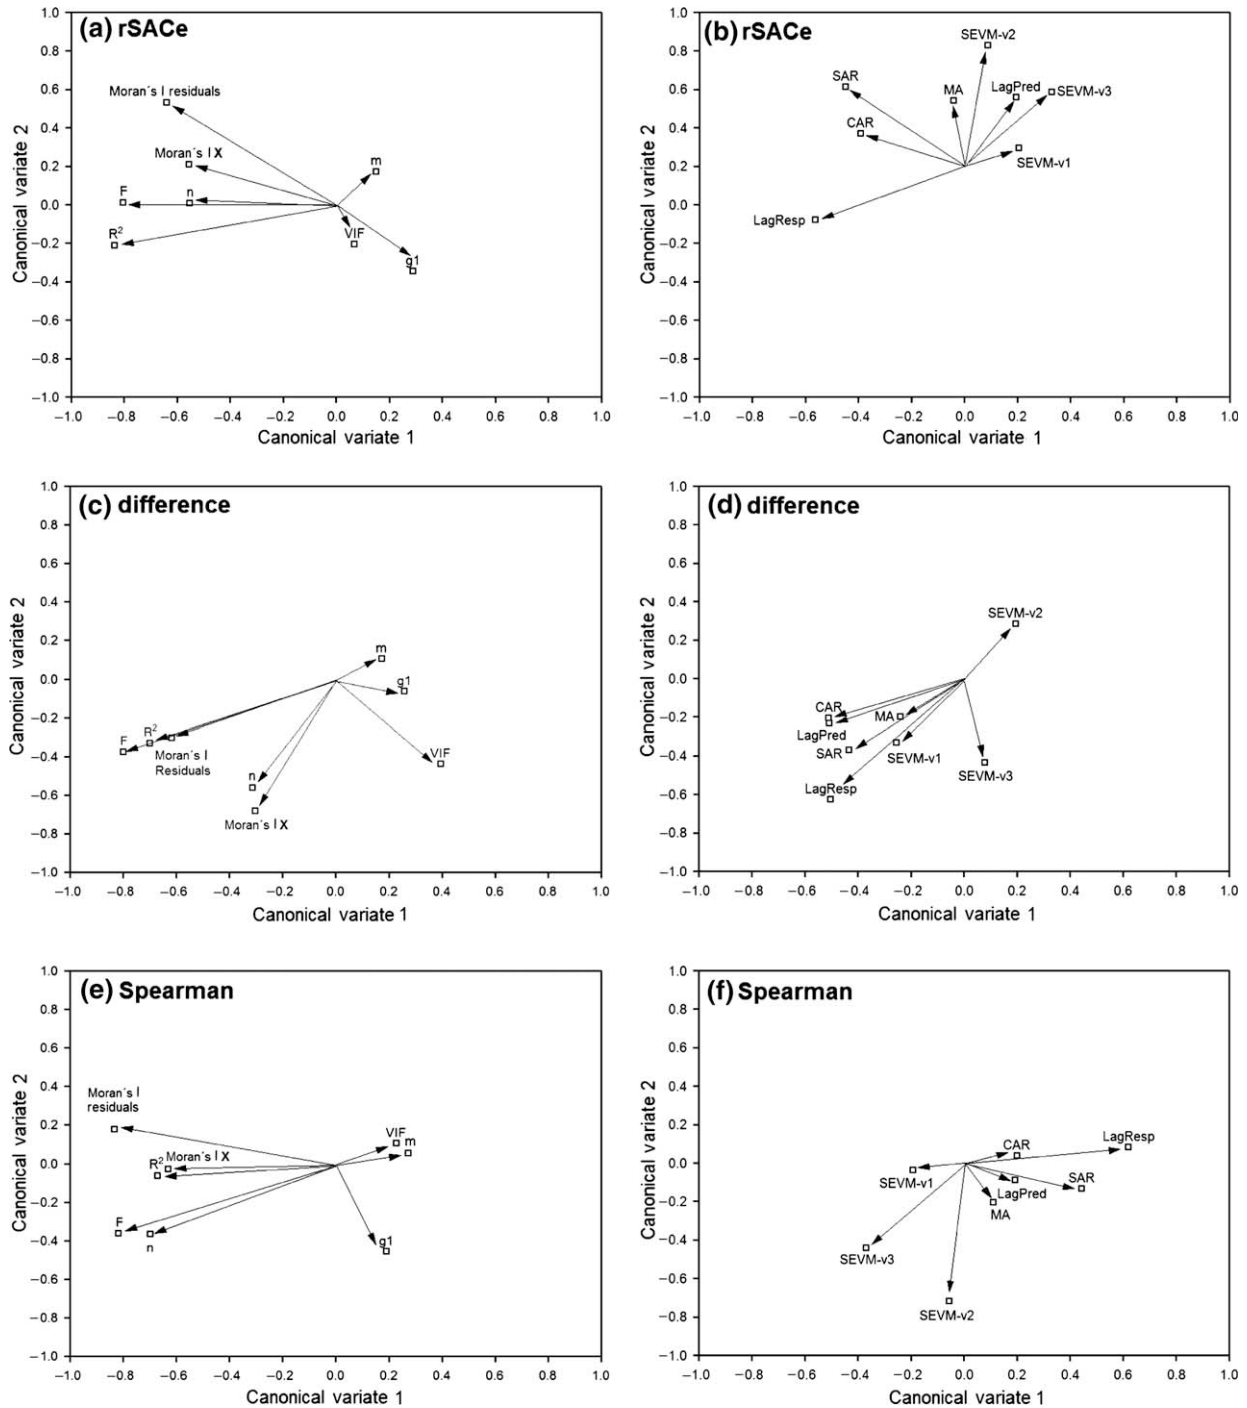 (a) rSACe
1.0
0.8
0.6
0.4
0.2
0.0
−0.2
−0.4
−0.6
−0.8
−1.0
Canonical variate 2
Moran´s I residuals
Moran´s I X
F
n
R²
m
VIF
g1
−1.0 −0.8 −0.6 −0.4 −0.2 0.0 0.2 0.4 0.6 0.8 1.0
Canonical variate 1
(b) rSACe
1.0
0.8
0.6
0.4
0.2
0.0
−0.2
−0.4
−0.6
−0.8
−1.0
Canonical variate 2
SEVM-v2
SAR
MA
LagPred
SEVM-v3
CAR
SEVM-v1
LagResp
−1.0 −0.8 −0.6 −0.4 −0.2 0.0 0.2 0.4 0.6 0.8 1.0
Canonical variate 1
(c) difference
1.0
0.8
0.6
0.4
0.2
0.0
−0.2
−0.4
−0.6
−0.8
−1.0
Canonical variate 2
m
g1
F
R²
Moran´s I
Residuals
VIF
n
Moran´s I X
−1.0 −0.8 −0.6 −0.4 −0.2 0.0 0.2 0.4 0.6 0.8 1.0
Canonical variate 1
(d) difference
1.0
0.8
0.6
0.4
0.2
0.0
−0.2
−0.4
−0.6
−0.8
−1.0
Canonical variate 2
SEVM-v2
CAR
MA
LagPred
SAR
SEVM-v1
SEVM-v3
LagResp
−1.0 −0.8 −0.6 −0.4 −0.2 0.0 0.2 0.4 0.6 0.8 1.0
Canonical variate 1
(e) Spearman
1.0
0.8
0.6
0.4
0.2
0.0
−0.2
−0.4
−0.6
−0.8
−1.0
Canonical variate 2
Moran´s I
residuals
VIF
m
R²
Moran´s I X
F
n
g1
−1.0 −0.8 −0.6 −0.4 −0.2 0.0 0.2 0.4 0.6 0.8 1.0
Canonical variate 1
(f) Spearman
1.0
0.8
0.6
0.4
0.2
0.0
−0.2
−0.4
−0.6
−0.8
−1.0
Canonical variate 2
CAR
LagResp
SEVM-v1
LagPred
SAR
MA
SEVM-v3
SEVM-v2
−1.0 −0.8 −0.6 −0.4 −0.2 0.0 0.2 0.4 0.6 0.8 1.0
Canonical variate 1